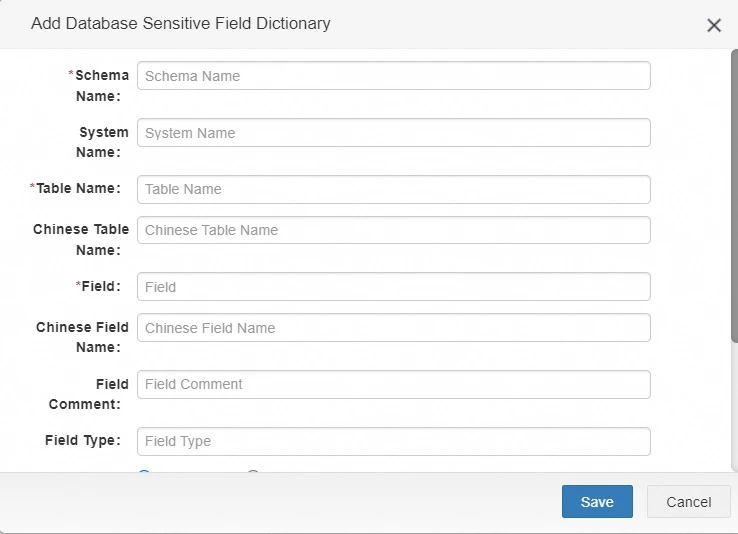 Add Database Sensitive Field Dictionary
*Schema Name: Schema Name
System Name: System Name
*Table Name: Table Name
Chinese Table Name: Chinese Table Name
*Field: Field
Chinese Field Name: Chinese Field Name
Field Comment: Field Comment
Field Type: Field Type
Save Cancel